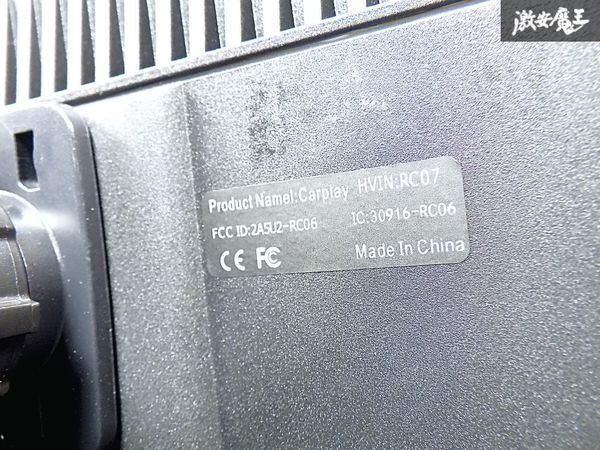 激安魔王
Product Namel:Carplay HVIN:RC07
FCC ID:2A5U2-RC06 IC:30916-RC06
CE FC Made In China